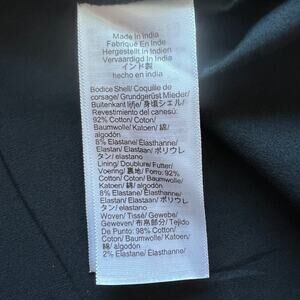 Made in India
Fabriqué En Inde
Hergestellt in Indien
Vervaardigd In India
インド製
hecho en india
Bodice Shell/ Coquille de
corsage/ Grundgerüst Mieder/
Buitenkant lijfje/ 身頃シェル/
Revestimiento del canesú:
92% Cotton/ Coton/
Baumwolle/ Katoen/ 綿/
algodón
8% Elastane/ Élasthanne/
Elastan/ Elastaan/ ポリウレ
タン/ elastano
Lining/ Doublure/ Futter/
Voering/ 裏地/ Forro: 92%
Cotton/ Coton/ Baumwolle/
Katoen/ 綿/ algodón
8% Elastane/ Élasthanne/
Elastan/ Elastaan/ ポリウレ
タン/ elastano
Woven/ Tissé/ Gewebe/
Geweven/ 布帛部分/ Tejido
De Punto: 98% Cotton/
Coton/ Baumwolle/ Katoen/
綿/ algodón
2% Elastane/ Élasthanne/